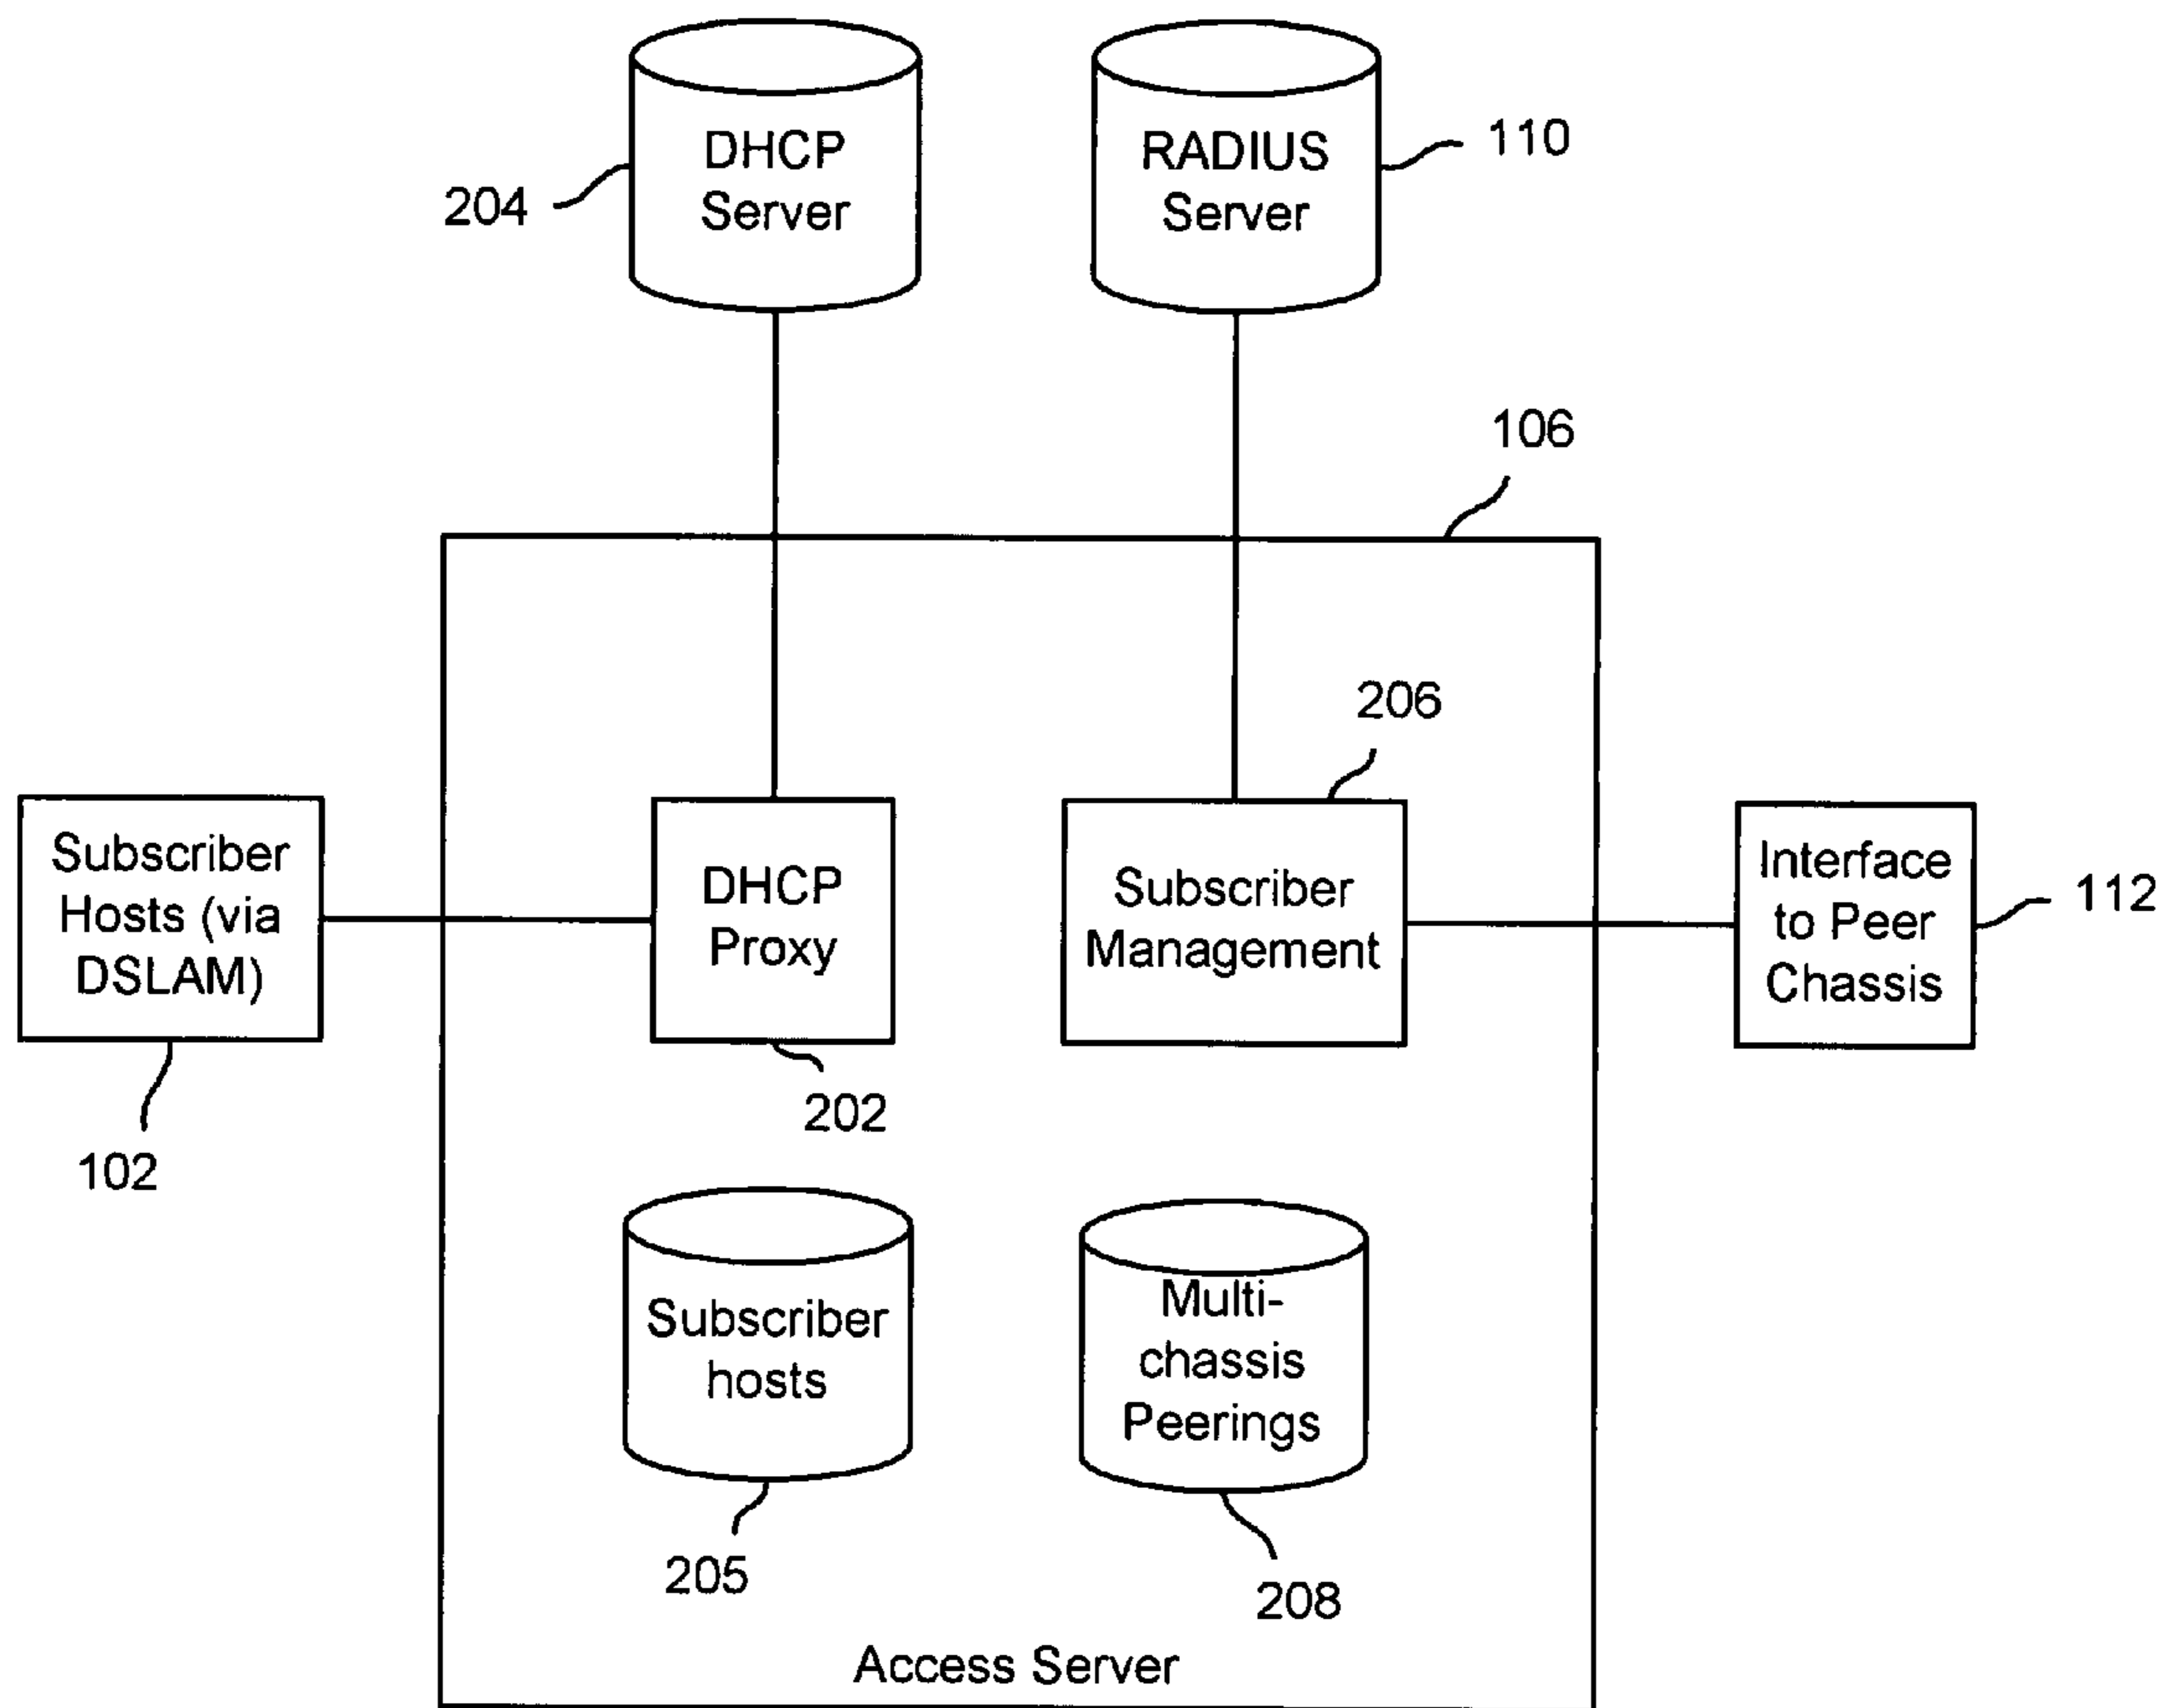 DHCP
Server
204
RADIUS
Server
110
106
206
Subscriber
Hosts (via
DSLAM)
102
DHCP
Proxy
202
Subscriber
Management
Interface
to Peer
Chassis
112
Subscriber
hosts
205
Multi-
chassis
Peerings
208
Access Server